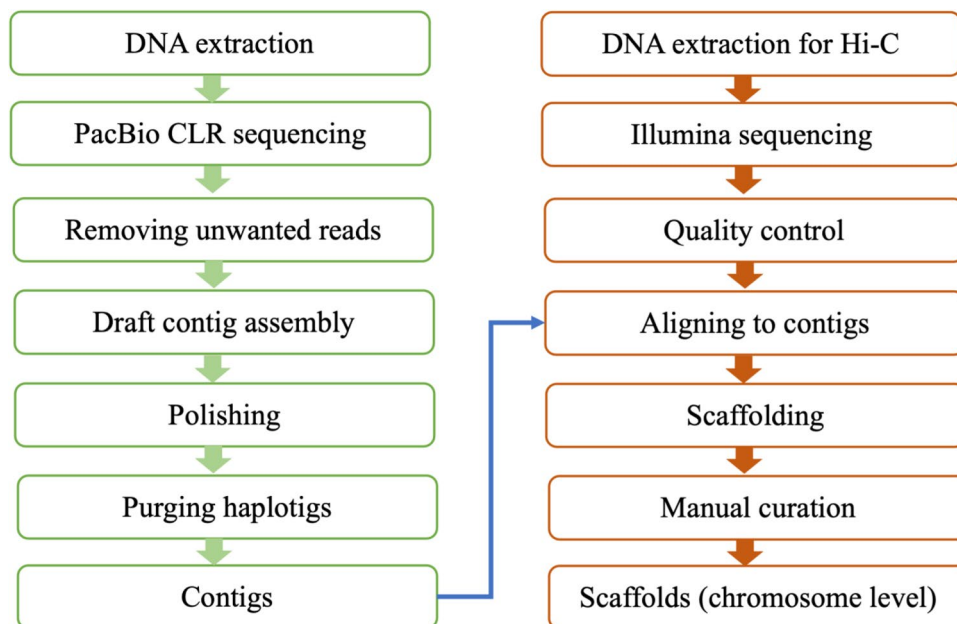 DNA extraction
PacBio CLR sequencing
Removing unwanted reads
Draft contig assembly
Polishing
Purging haplotigs
Contigs
DNA extraction for Hi-C
Illumina sequencing
Quality control
Aligning to contigs
Scaffolding
Manual curation
Scaffolds (chromosome level)